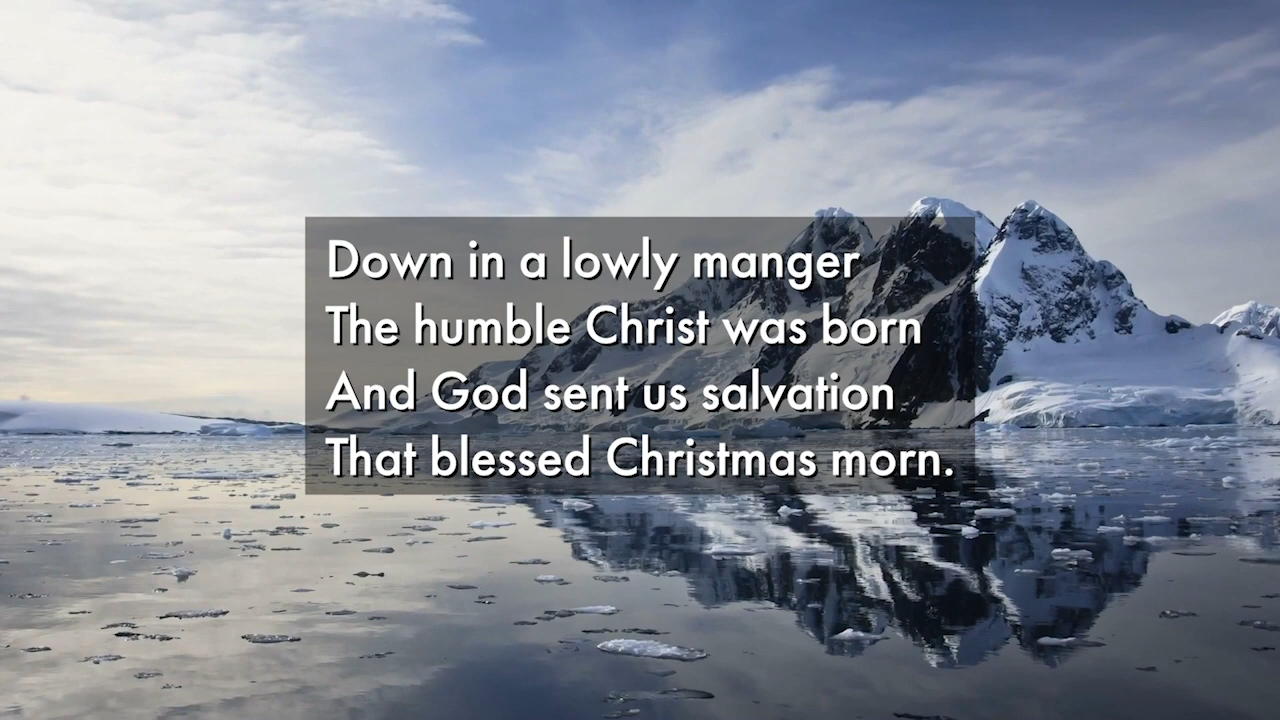 Down in a lowly manger
The humble Christ was born
And God sent us salvation
That blessed Christmas morn.